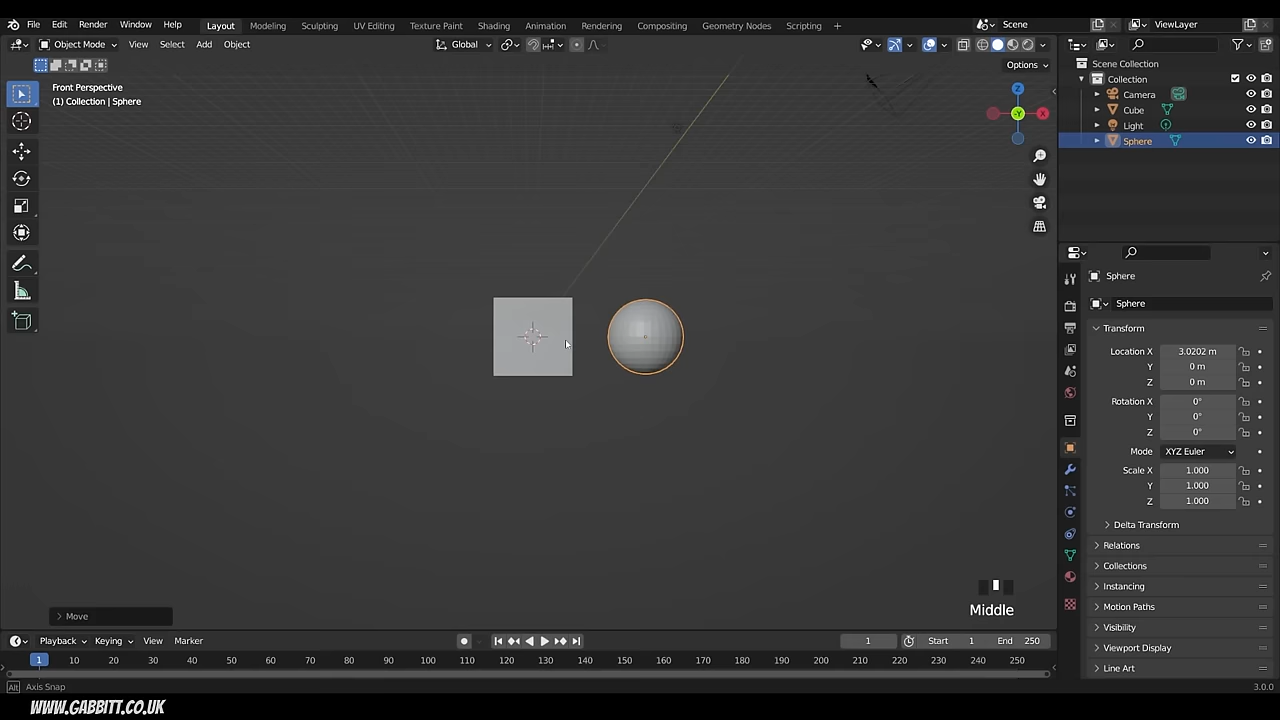 File Edit Render Window Help Layout Modeling Sculpting UV Editing Texture Paint Shading Animation Rendering Compositing Geometry Nodes Scripting + Scene ViewLayer
Object Mode View Select Add Object Global
Options
Front Perspective
(1) Collection | Sphere
Z
-Y
X
Scene Collection
Collection
Camera
Cube
Light
Sphere
Sphere
Sphere
Transform
Location X 3.0202 m
Y 0 m
Z 0 m
Rotation X 0°
Y 0°
Z 0°
Mode XYZ Euler
Scale X 1.000
Y 1.000
Z 1.000
Delta Transform
Relations
Collections
Instancing
Motion Paths
Visibility
Viewport Display
Line Art
Middle
Move
Playback Keying View Marker 1 Start 1 End 250
1 10 20 30 40 50 60 70 80 90 100 110 120 130 140 150 160 170 180 190 200 210 220 230 240 250
Alt Axis Snap 3.0.0
WWW.GABBITT.CO.UK